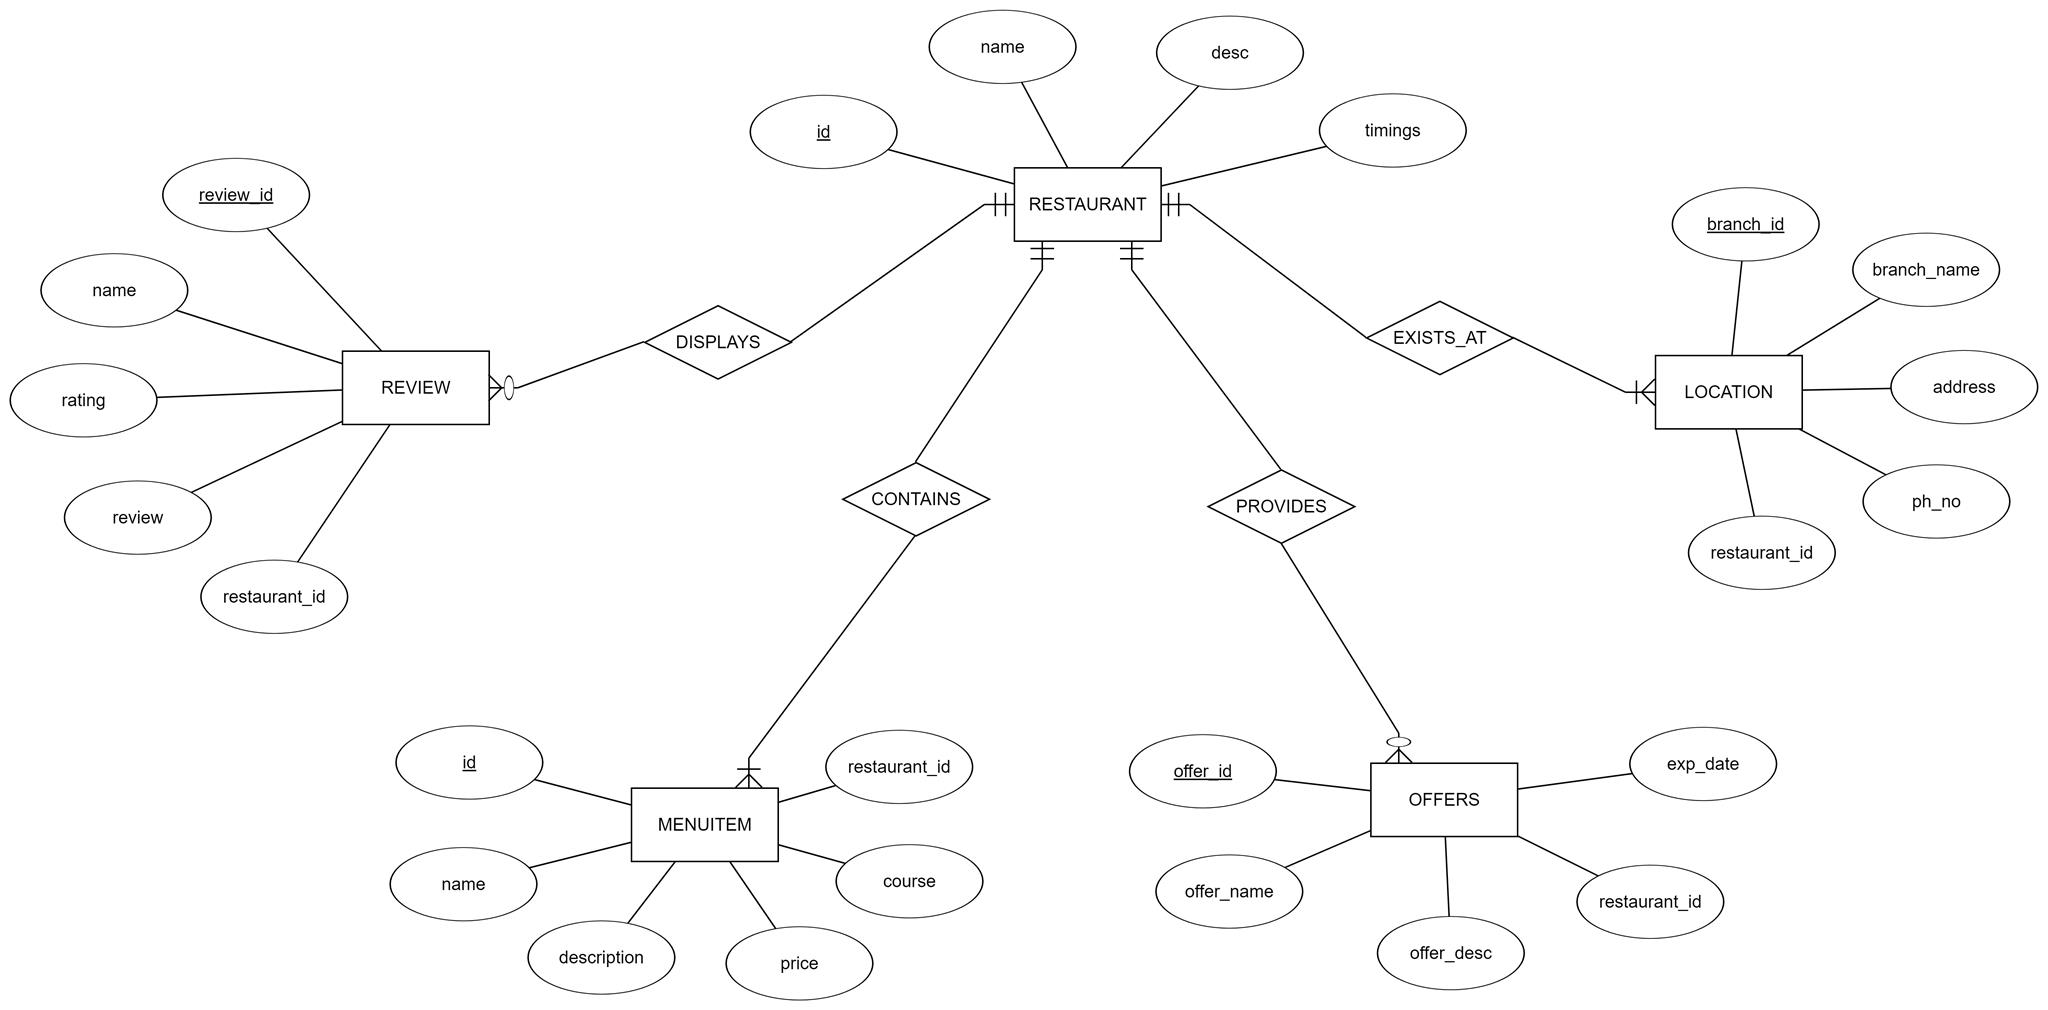 name
desc
id
timings
RESTAURANT
review_id
name
rating
review
restaurant_id
REVIEW
DISPLAYS
EXISTS_AT
branch_id
branch_name
address
ph_no
restaurant_id
LOCATION
CONTAINS
PROVIDES
id
restaurant_id
MENUITEM
name
course
description
price
offer_id
exp_date
OFFERS
offer_name
restaurant_id
offer_desc